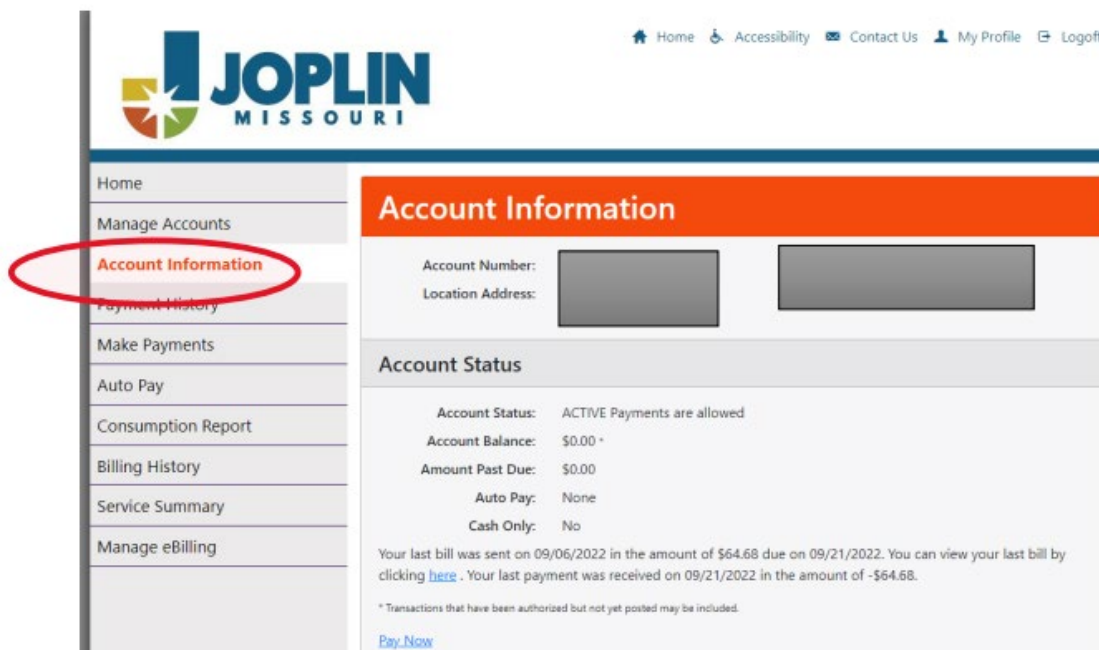 JOPLIN
MISSOURI
Home Accessibility Contact Us My Profile Logoff
Home
Manage Accounts
Account Information
Payment History
Make Payments
Auto Pay
Consumption Report
Billing History
Service Summary
Manage eBilling
Account Information
Account Number:
Location Address:
Account Status
Account Status: ACTIVE Payments are allowed
Account Balance: $0.00 *
Amount Past Due: $0.00
Auto Pay: None
Cash Only: No
Your last bill was sent on 09/06/2022 in the amount of $64.68 due on 09/21/2022. You can view your last bill by
clicking here . Your last payment was received on 09/21/2022 in the amount of -$64.68.
* Transactions that have been authorized but not yet posted may be included.
Pay Now